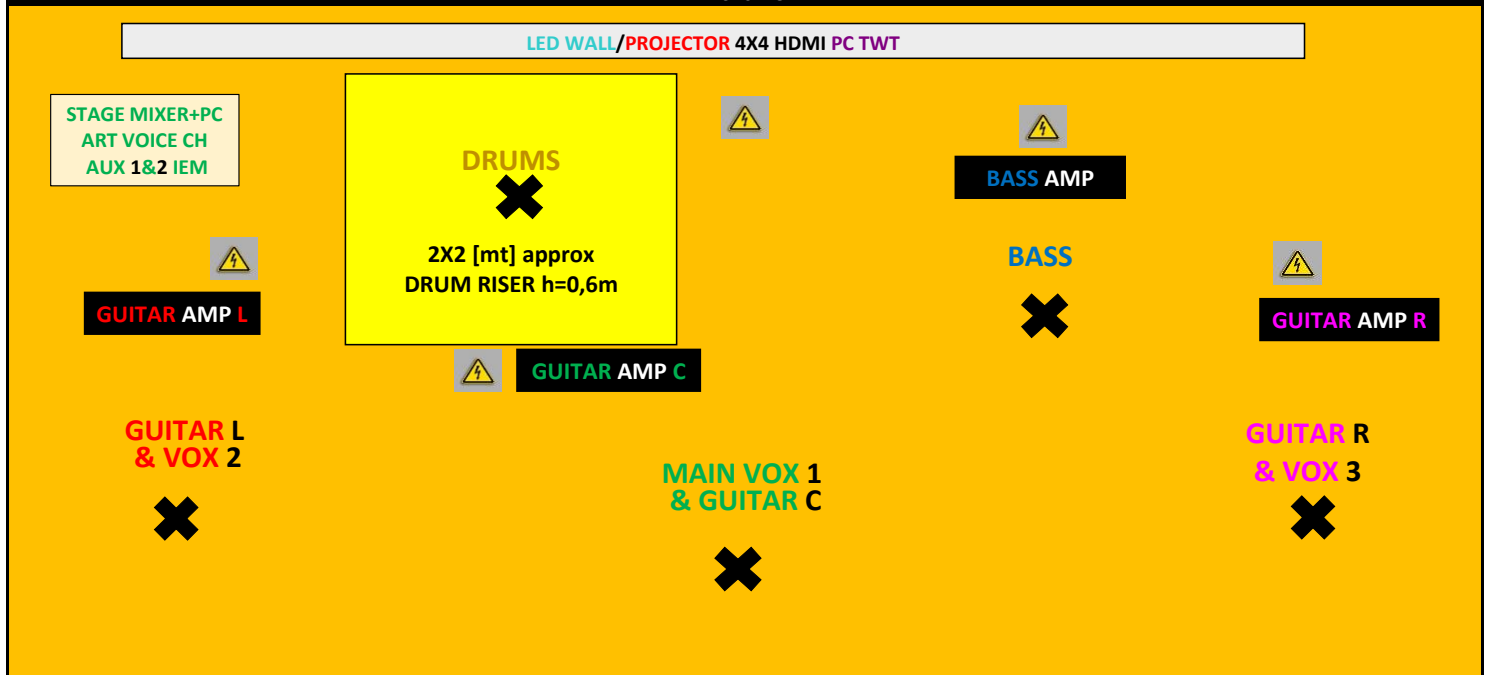 LED WALL/PROJECTOR 4X4 HDMI PC TWT
STAGE MIXER+PC
ART VOICE CH
AUX 1&2 IEM
DRUMS
2X2 [mt] approx
DRUM RISER h=0,6m
BASS AMP
BASS
GUITAR AMP L
GUITAR AMP C
GUITAR AMP R
GUITAR L
& VOX 2
MAIN VOX 1
& GUITAR C
GUITAR R
& VOX 3